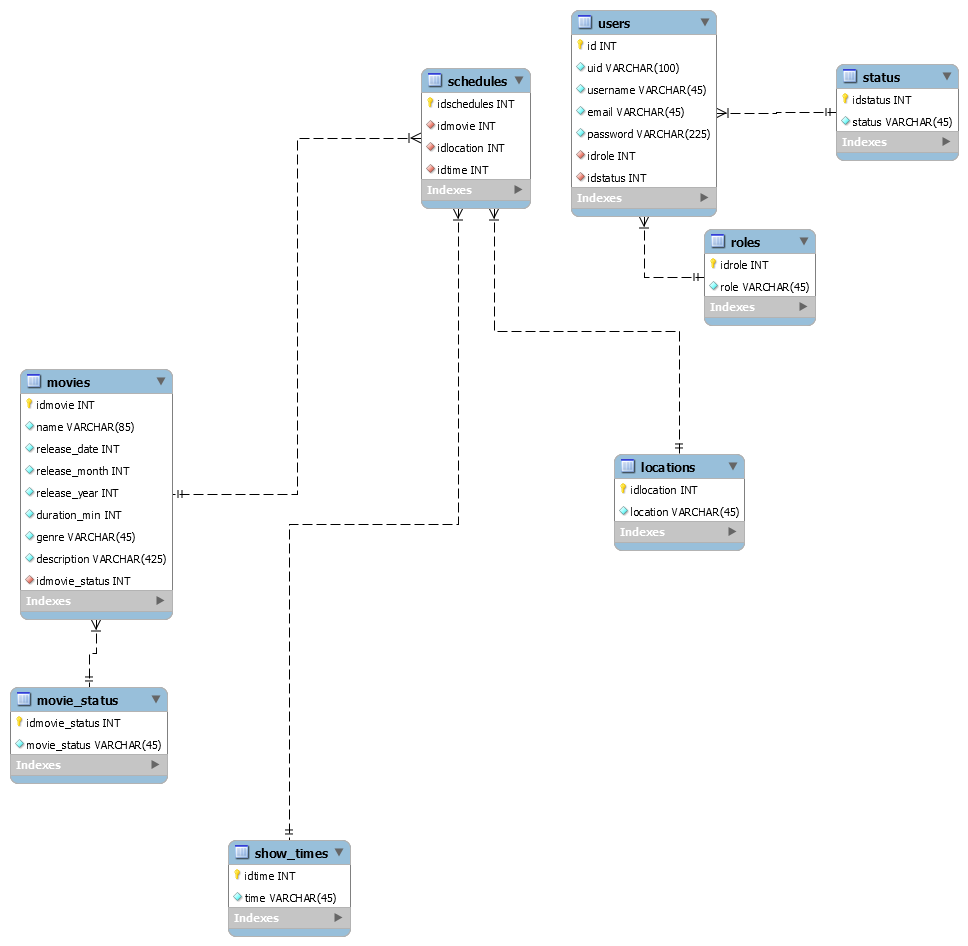 users
id INT
uid VARCHAR(100)
username VARCHAR(45)
email VARCHAR(45)
password VARCHAR(225)
idrole INT
idstatus INT
Indexes
schedules
idschedules INT
idmovie INT
idlocation INT
idtime INT
Indexes
status
idstatus INT
status VARCHAR(45)
Indexes
roles
idrole INT
role VARCHAR(45)
Indexes
movies
idmovie INT
name VARCHAR(85)
release_date INT
release_month INT
release_year INT
duration_min INT
genre VARCHAR(45)
description VARCHAR(425)
idmovie_status INT
Indexes
locations
idlocation INT
location VARCHAR(45)
Indexes
movie_status
idmovie_status INT
movie_status VARCHAR(45)
Indexes
show_times
idtime INT
time VARCHAR(45)
Indexes